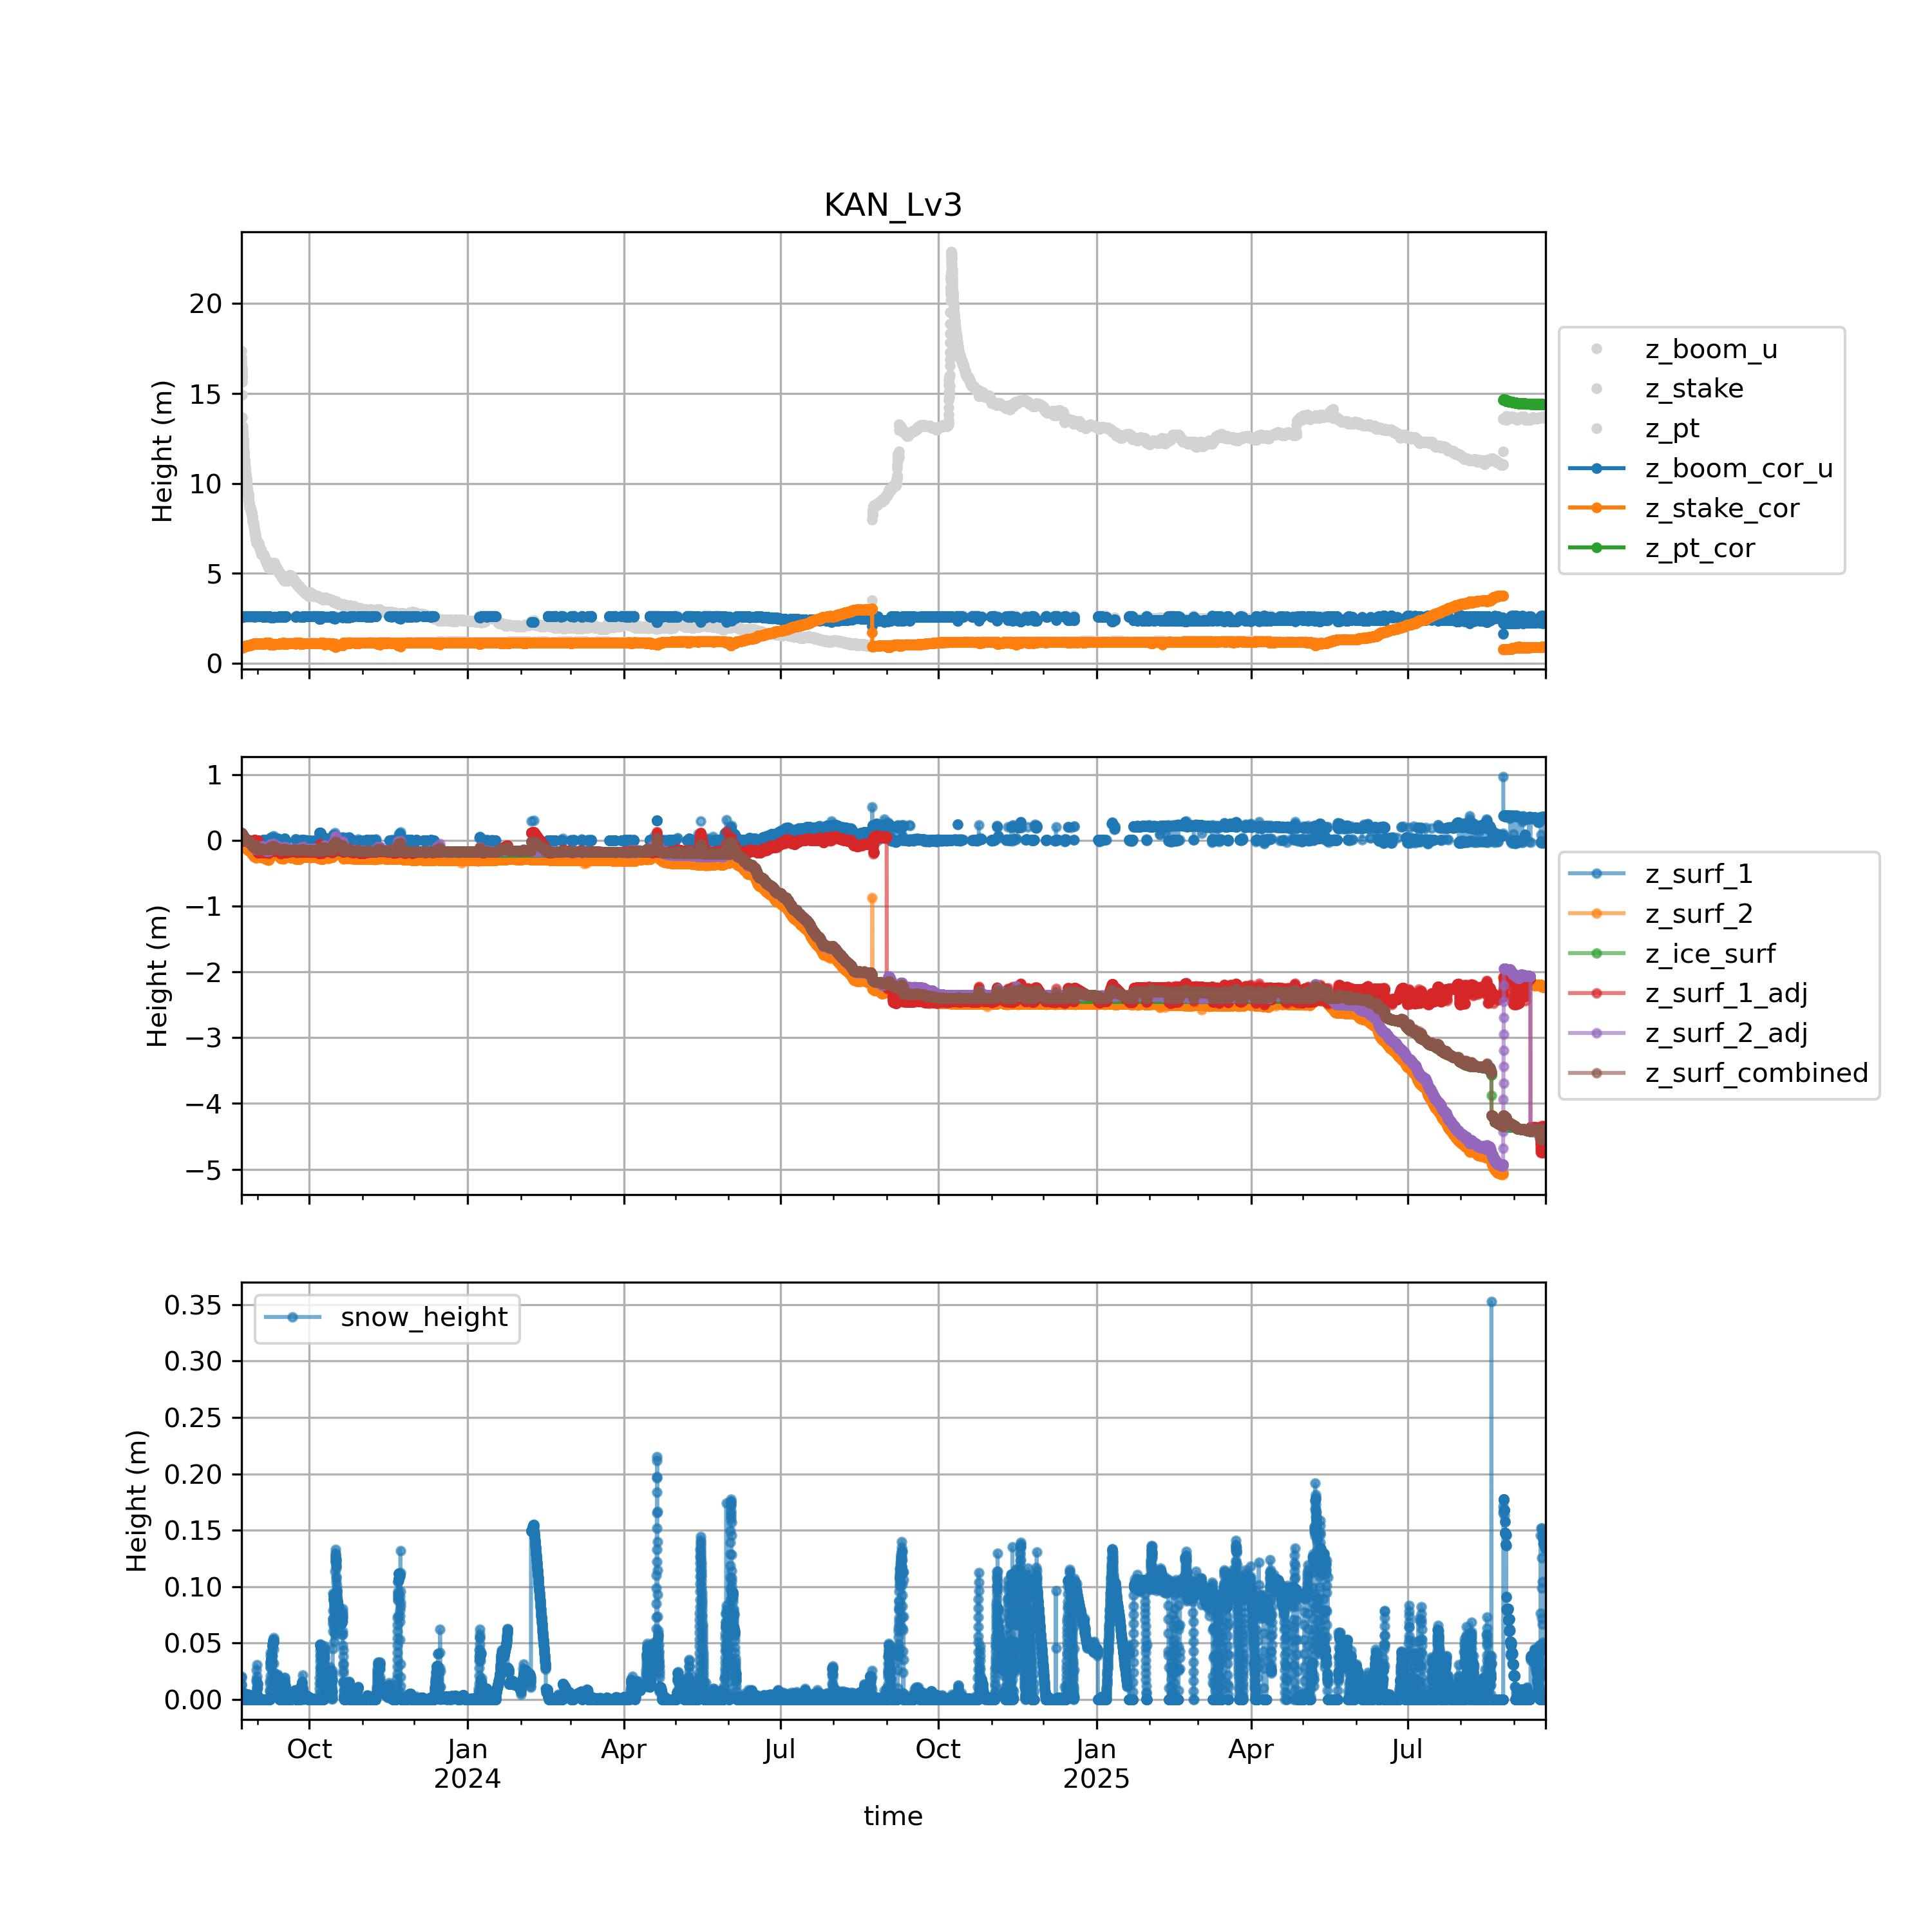 KAN_Lv3
Height (m)
20
15
10
5
0
z_boom_u
z_stake
z_pt
z_boom_cor_u
z_stake_cor
z_pt_cor
Height (m)
1
0
−1
−2
−3
−4
−5
z_surf_1
z_surf_2
z_ice_surf
z_surf_1_adj
z_surf_2_adj
z_surf_combined
Height (m)
0.35
0.30
0.25
0.20
0.15
0.10
0.05
0.00
snow_height
Oct Jan Apr Jul Oct Jan Apr Jul
2024 2025
time